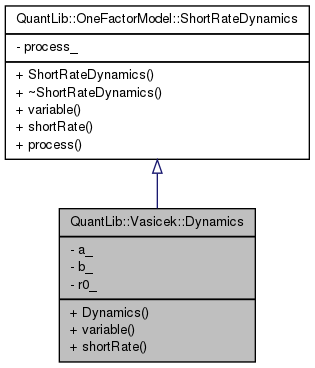 QuantLib::OneFactorModel::ShortRateDynamics
- process_
+ ShortRateDynamics()
+ ~ShortRateDynamics()
+ variable()
+ shortRate()
+ process()
QuantLib::Vasicek::Dynamics
- a_
- b_
- r0_
+ Dynamics()
+ variable()
+ shortRate()